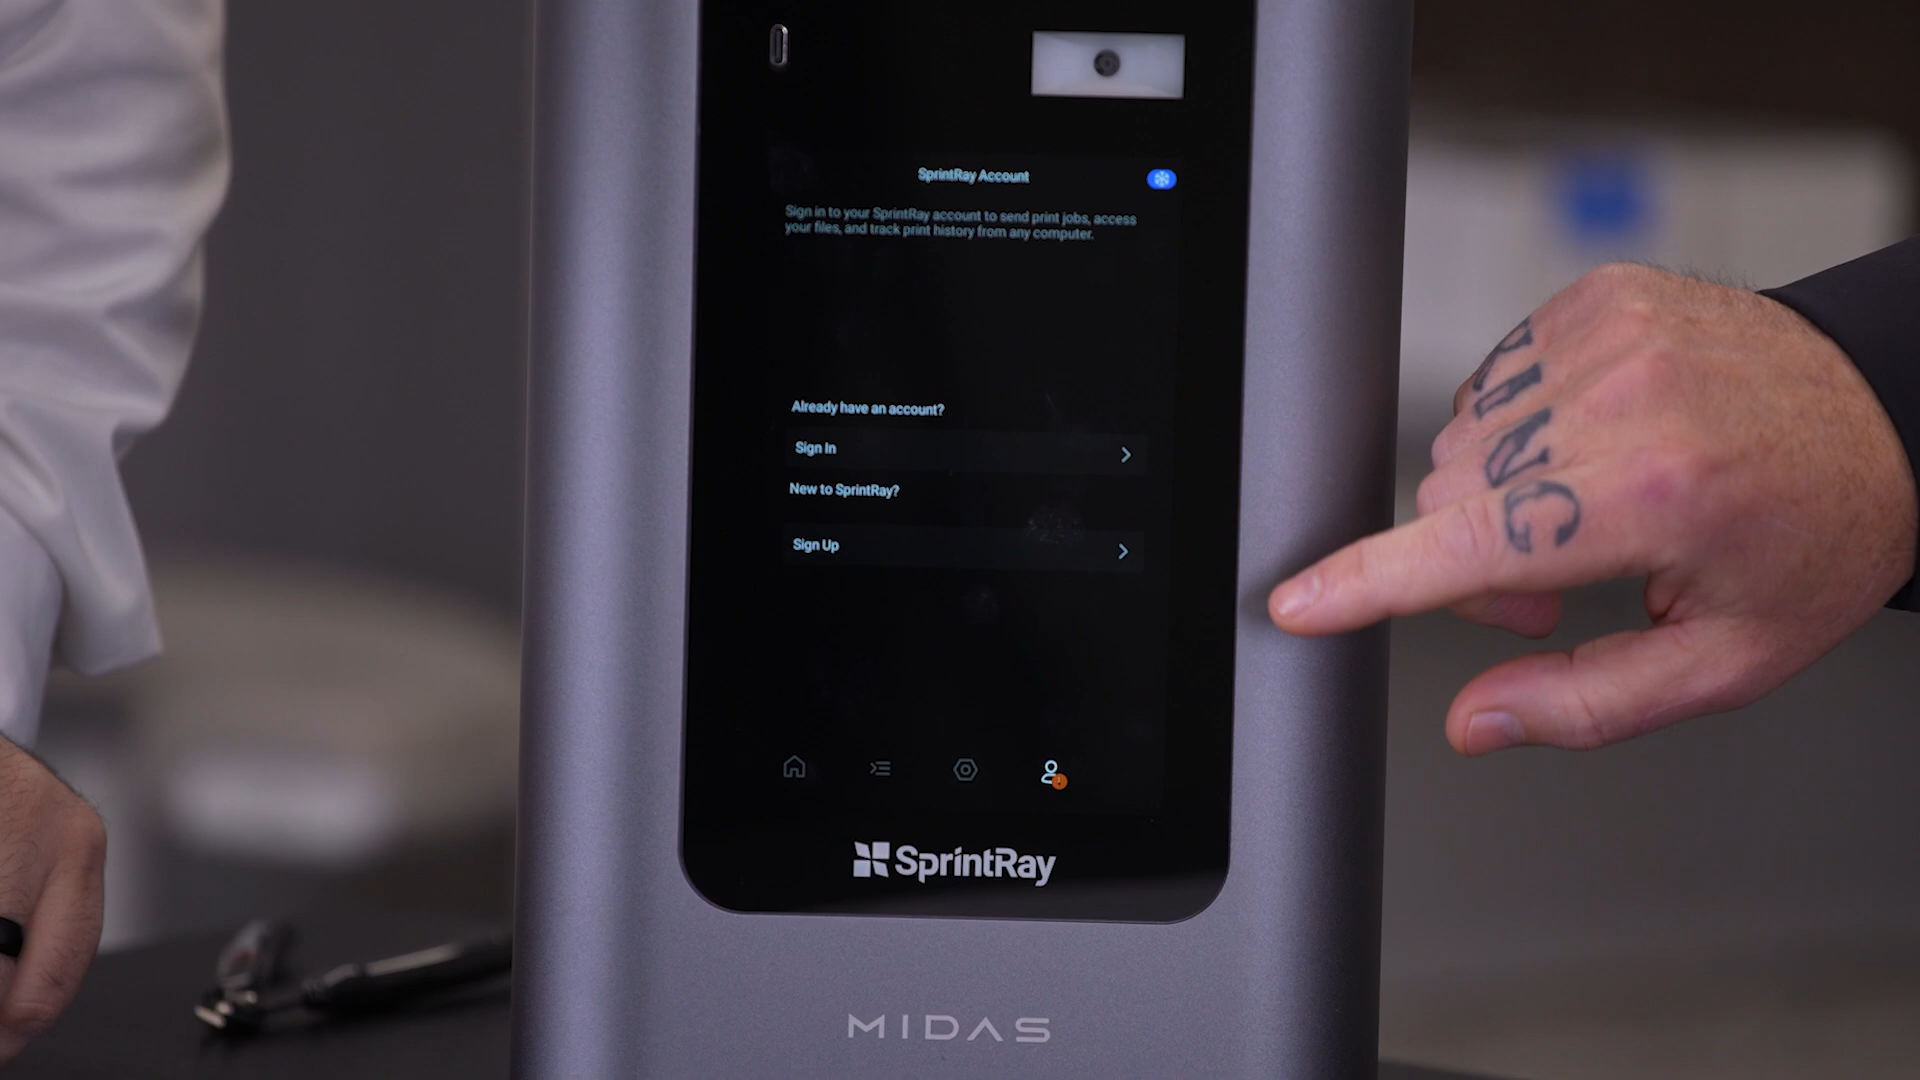 SprintRay Account
Sign in to your SprintRay account to send print jobs, access
your files, and track print history from any computer.
Already have an account?
Sign In
New to SprintRay?
Sign Up
SprintRay
MIDAS
KING